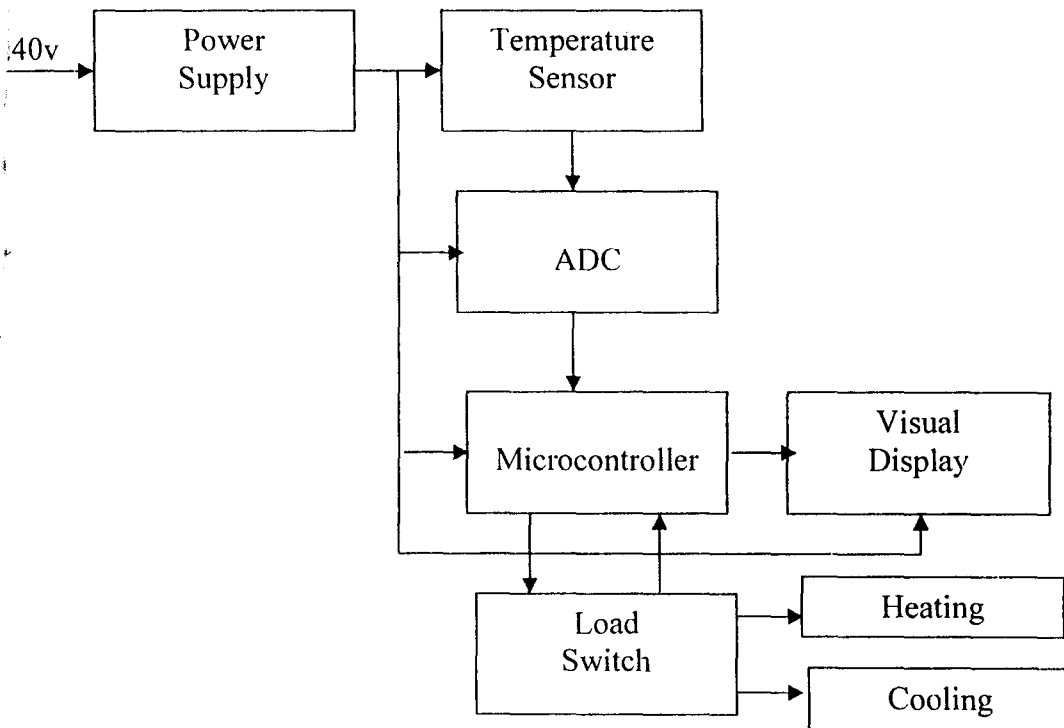 40v
Power
Supply
Temperature
Sensor
ADC
Microcontroller
Visual
Display
Load
Switch
Heating
Cooling